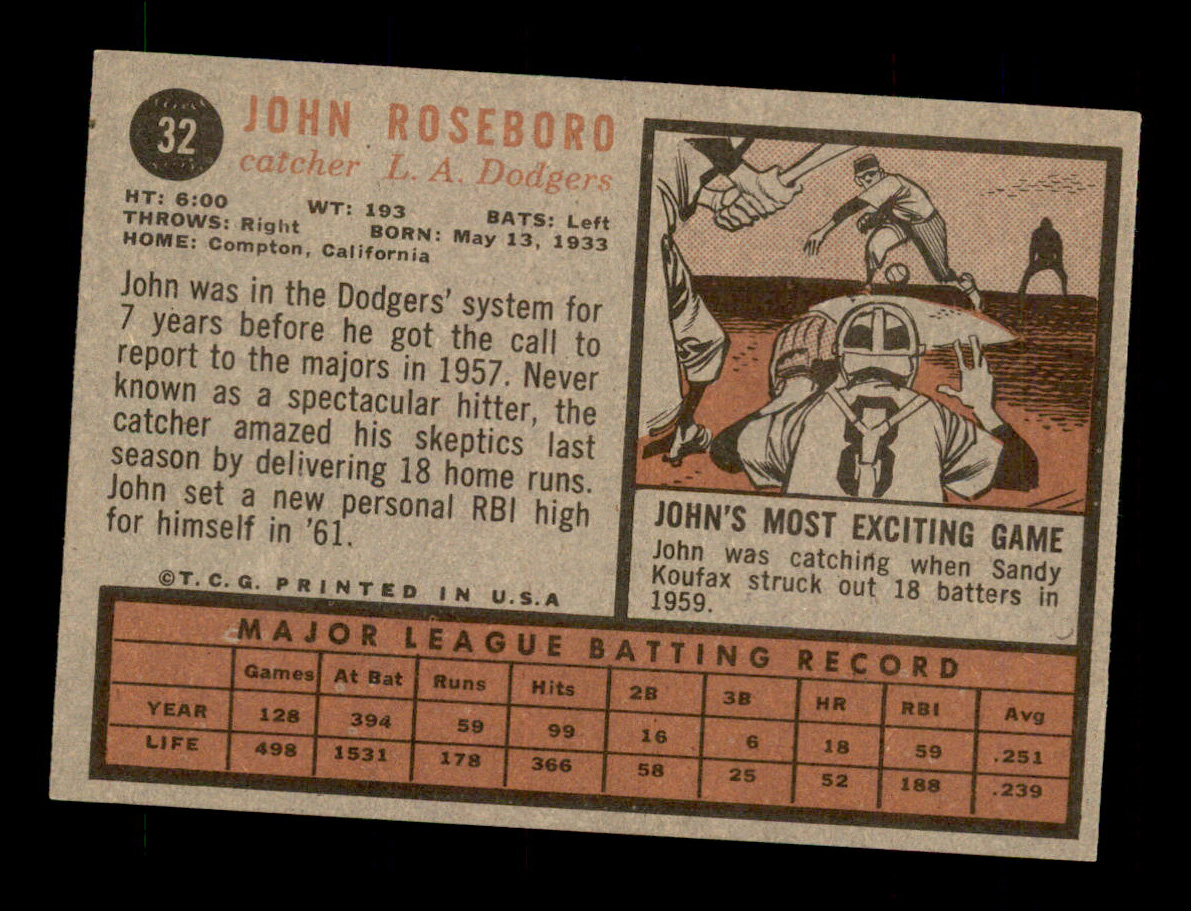 32
JOHN ROSEBORO
catcher L. A. Dodgers
HT: 6:00 WT: 193 BATS: Left
THROWS: Right BORN: May 13, 1933
HOME: Compton, California
John was in the Dodgers' system for
7 years before he got the call to
report to the majors in 1957. Never
known as a spectacular hitter, the
catcher amazed his skeptics last
season by delivering 18 home runs.
John set a new personal RBI high
for himself in '61.
©T. C. G. PRINTED IN U.S.A
8
JOHN'S MOST EXCITING GAME
John was catching when Sandy
Koufax struck out 18 batters in
1959.
MAJOR LEAGUE BATTING RECORD
Games At Bat Runs Hits 2B 3B HR RBI Avg
YEAR 128 394 59 99 16 6 18 59 .251
LIFE 498 1531 178 366 58 25 52 188 .239